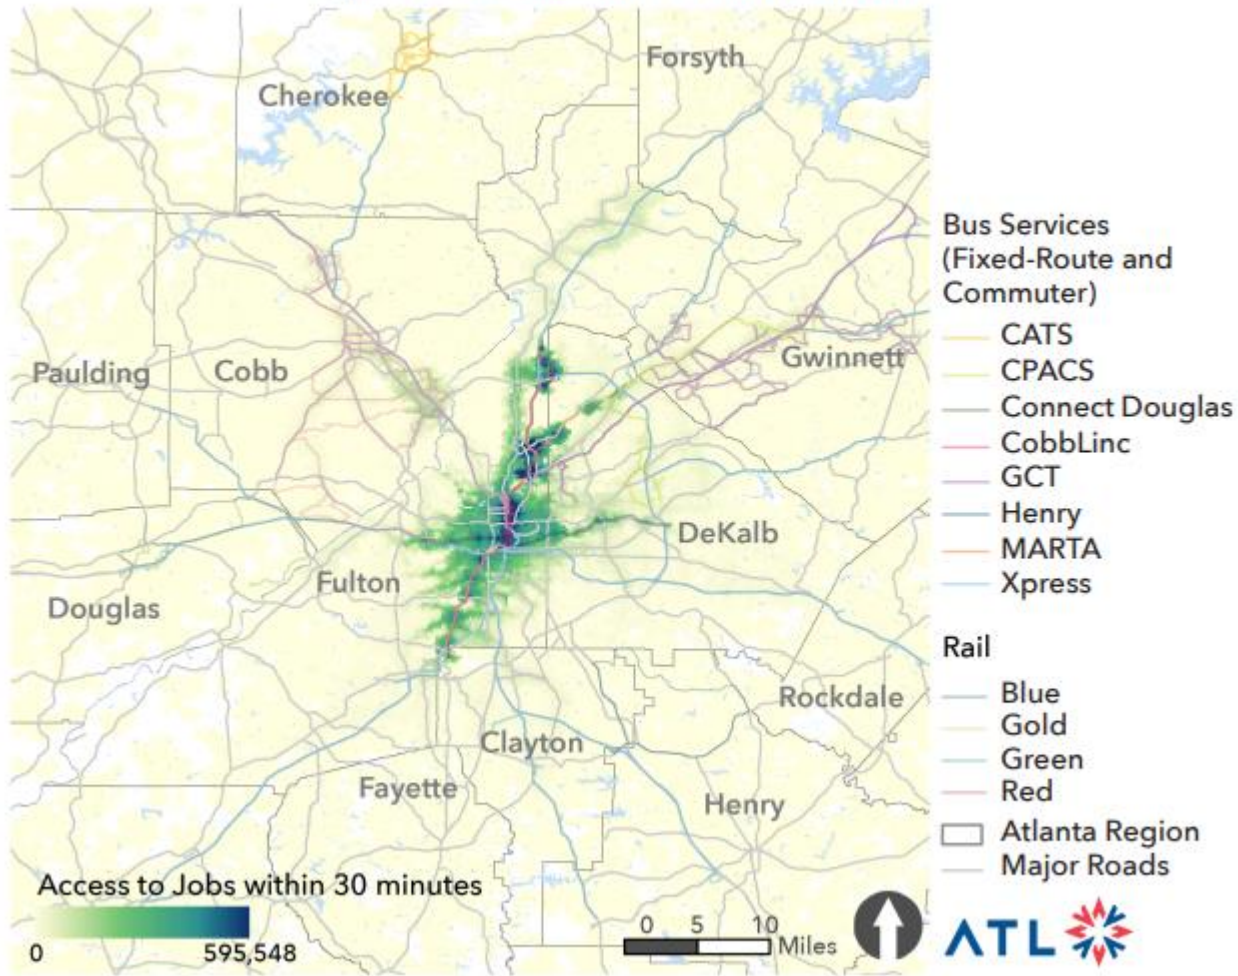 Forsyth
Cherokee
Paulding
Cobb
Gwinnett
DeKalb
Fulton
Douglas
Rockdale
Clayton
Fayette
Henry
Access to Jobs within 30 minutes
0
595,548
0 5 10
Miles
Bus Services
(Fixed-Route and
Commuter)
CATS
CPACS
Connect Douglas
CobbLinc
GCT
Henry
MARTA
Xpress
Rail
Blue
Gold
Green
Red
Atlanta Region
Major Roads
ATL